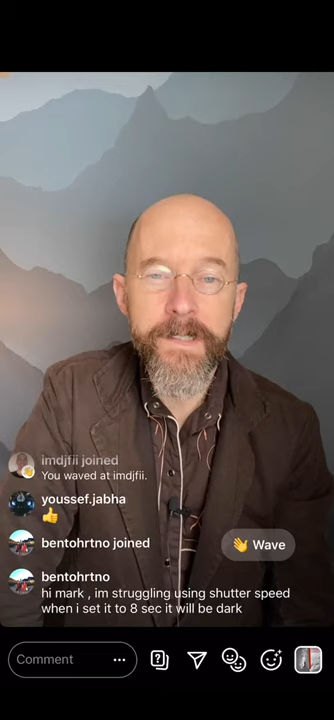 imdjfii joined
You waved at imdjfii.
youssef.jabha
👍
bentohrtno joined
👋 Wave
bentohrtno
hi mark , im struggling using shutter speed
when i set it to 8 sec it will be dark
Comment